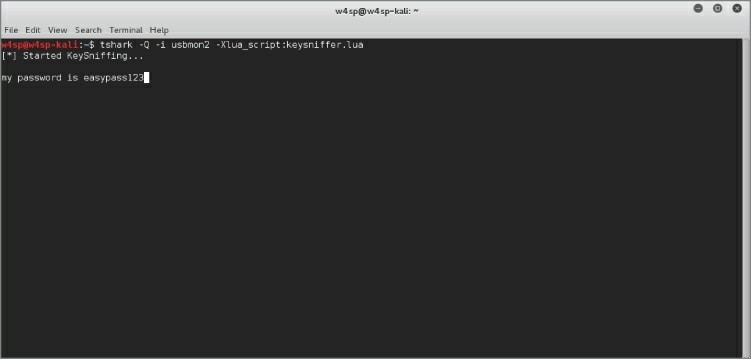 w4sp@w4sp-kali: ~
File Edit View Search Terminal Help
w4sp@w4sp-kali:~$ tshark -Q -i usbmon2 -Xlua_script:keysniffer.lua
[*] Started KeySniffing...
my password is easypass123